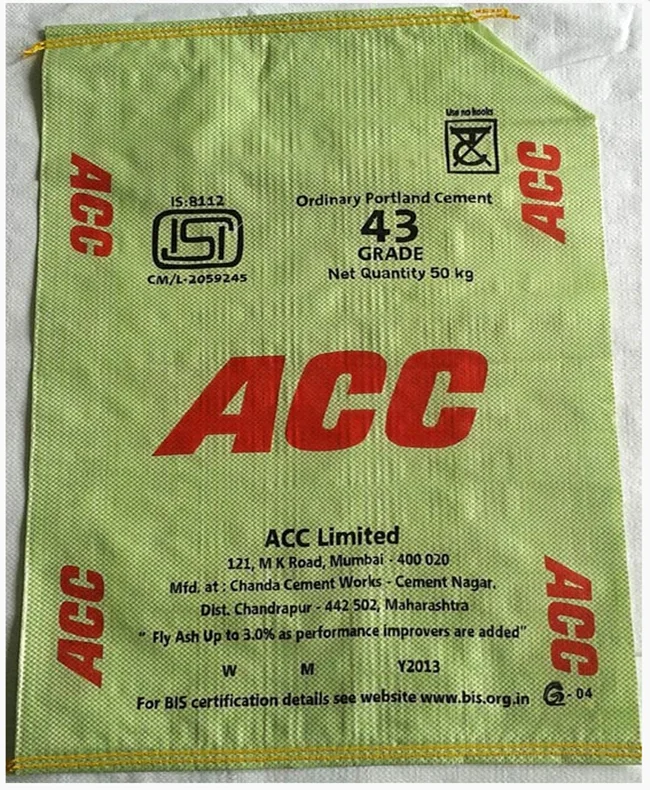 Use no hooks
ACC
ACC
IS:8112
ISI
CM/L-2059245
Ordinary Portland Cement
43
GRADE
Net Quantity 50 kg
ACC
ACC Limited
121, M K Road, Mumbai - 400 020
Mfd. at : Chanda Cement Works - Cement Nagar.
Dist. Chandrapur - 442 502, Maharashtra
" Fly Ash Up to 3.0% as performance improvers are added"
W M Y2013
For BIS certification details see website www.bis.org.in G - 04
ACC
ACC